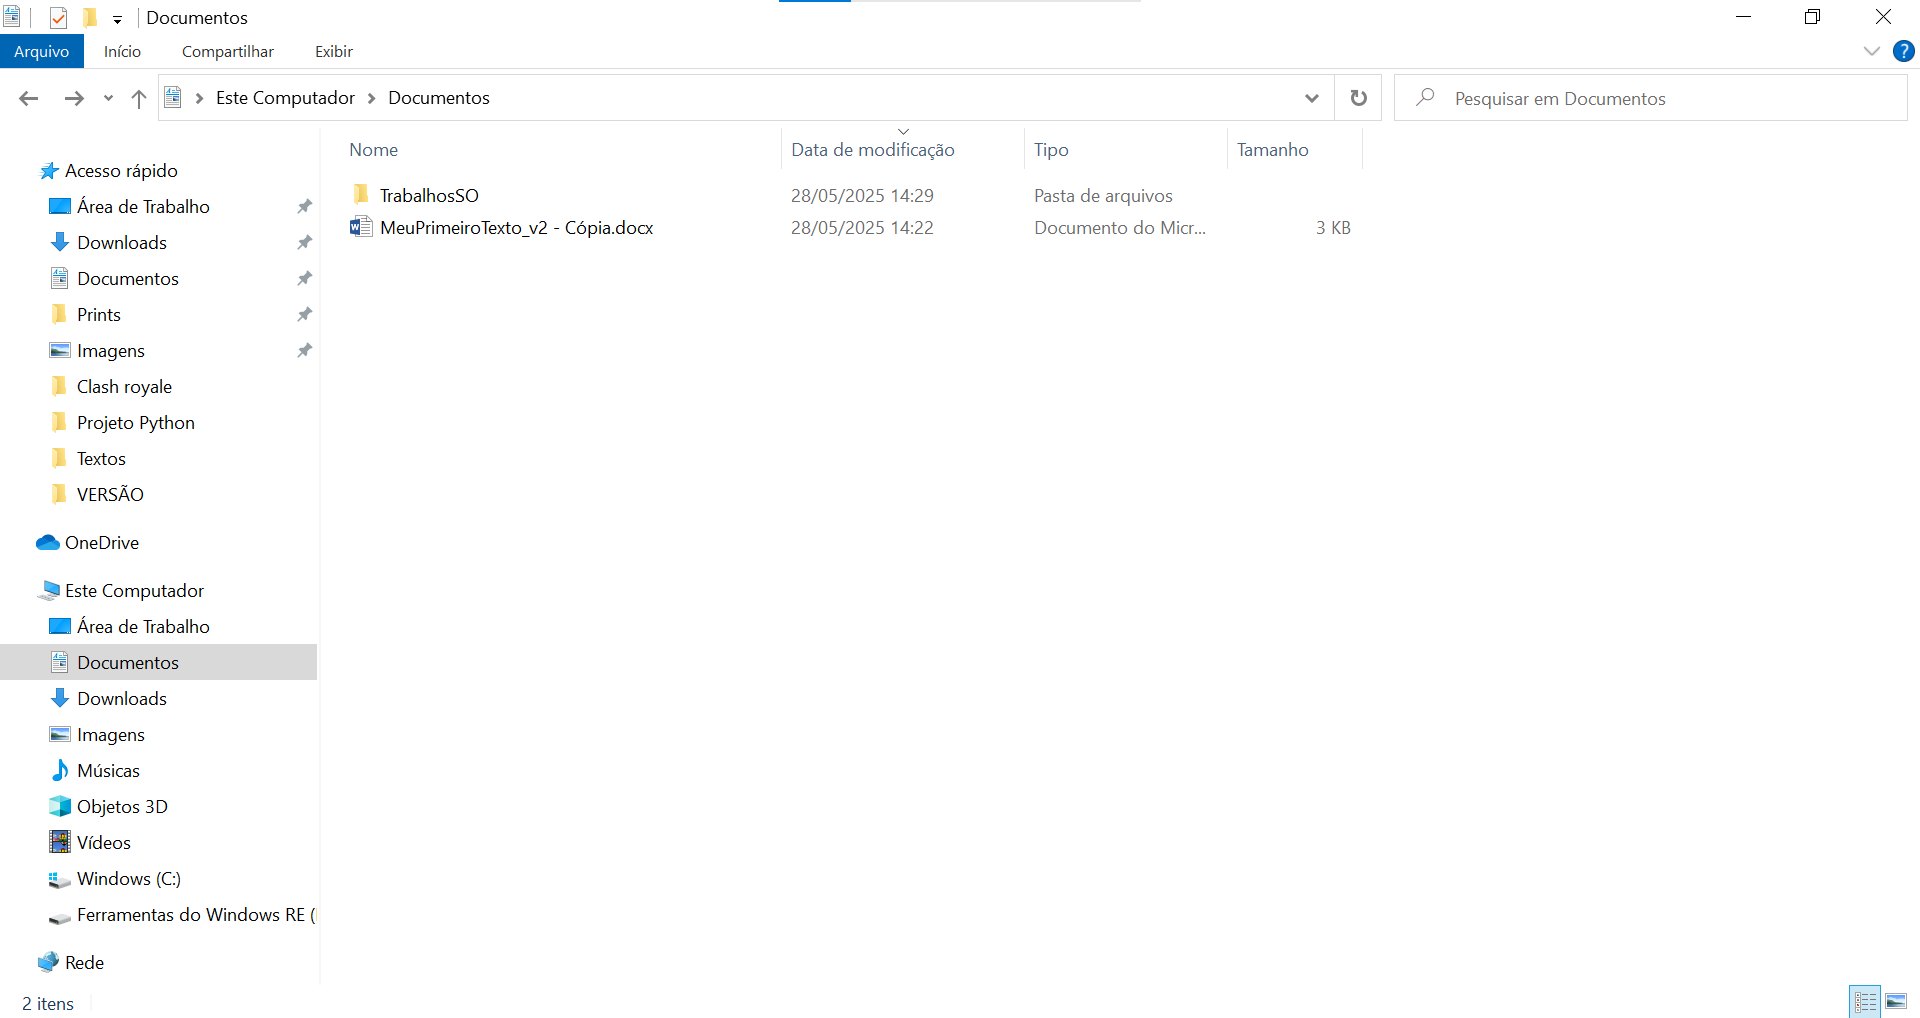 Documentos
Arquivo Início Compartilhar Exibir
Este Computador Documentos
Pesquisar em Documentos
Nome Data de modificação Tipo Tamanho
TrabalhosSO 28/05/2025 14:29 Pasta de arquivos
MeuPrimeiroTexto_v2 - Cópia.docx 28/05/2025 14:22 Documento do Micr... 3 KB
Acesso rápido
Área de Trabalho
Downloads
Documentos
Prints
Imagens
Clash royale
Projeto Python
Textos
VERSÃO
OneDrive
Este Computador
Área de Trabalho
Documentos
Downloads
Imagens
Músicas
Objetos 3D
Vídeos
Windows (C:)
Ferramentas do Windows RE (
Rede
2 itens